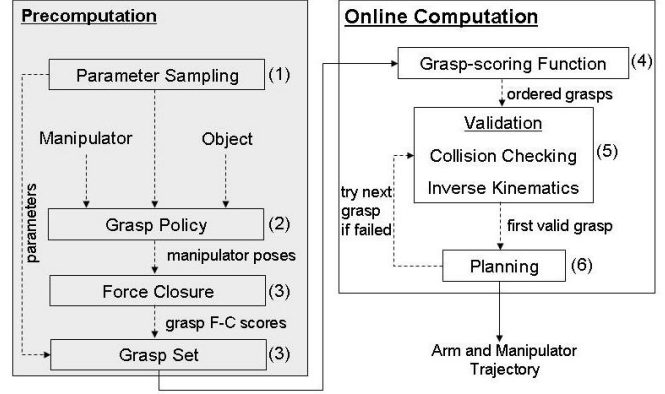 Precomputation
Parameter Sampling (1)
Manipulator
Object
parameters
Grasp Policy (2)
manipulator poses
Force Closure (3)
grasp F-C scores
Grasp Set (3)
Online Computation
Grasp-scoring Function (4)
ordered grasps
Validation
Collision Checking (5)
Inverse Kinematics
try next
grasp
if failed
first valid grasp
Planning (6)
Arm and Manipulator
Trajectory